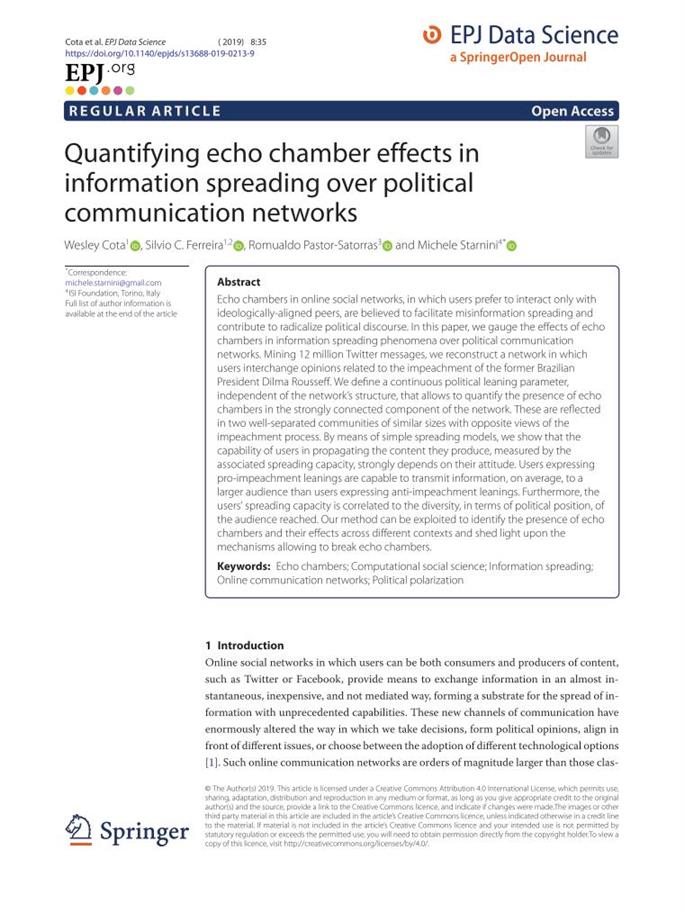 Cota et al. EPJ Data Science (2019) 8:35
https://doi.org/10.1140/epjds/s13688-019-0213-9
EPJ.org
EPJ Data Science
a SpringerOpen Journal
REGULAR ARTICLE Open Access
Check for
updates
Quantifying echo chamber effects in
information spreading over political
communication networks
Wesley Cota1 iD, Silvio C. Ferreira1,2 iD, Romualdo Pastor-Satorras3 iD and Michele Starnini4* iD
*Correspondence:
michele.starnini@gmail.com
4ISI Foundation, Torino, Italy
Full list of author information is
available at the end of the article
Abstract
Echo chambers in online social networks, in which users prefer to interact only with
ideologically-aligned peers, are believed to facilitate misinformation spreading and
contribute to radicalize political discourse. In this paper, we gauge the effects of echo
chambers in information spreading phenomena over political communication
networks. Mining 12 million Twitter messages, we reconstruct a network in which
users interchange opinions related to the impeachment of the former Brazilian
President Dilma Rousseff. We define a continuous political leaning parameter,
independent of the network's structure, that allows to quantify the presence of echo
chambers in the strongly connected component of the network. These are reflected
in two well-separated communities of similar sizes with opposite views of the
impeachment process. By means of simple spreading models, we show that the
capability of users in propagating the content they produce, measured by the
associated spreading capacity, strongly depends on their attitude. Users expressing
pro-impeachment leanings are capable to transmit information, on average, to a
larger audience than users expressing anti-impeachment leanings. Furthermore, the
users' spreading capacity is correlated to the diversity, in terms of political position, of
the audience reached. Our method can be exploited to identify the presence of echo
chambers and their effects across different contexts and shed light upon the
mechanisms allowing to break echo chambers.
Keywords: Echo chambers; Computational social science; Information spreading;
Online communication networks; Political polarization
1 Introduction
Online social networks in which users can be both consumers and producers of content,
such as Twitter or Facebook, provide means to exchange information in an almost in-
stantaneous, inexpensive, and not mediated way, forming a substrate for the spread of in-
formation with unprecedented capabilities. These new channels of communication have
enormously altered the way in which we take decisions, form political opinions, align in
front of different issues, or choose between the adoption of different technological options
[1]. Such online communication networks are orders of magnitude larger than those clas-
© The Author(s) 2019. This article is licensed under a Creative Commons Attribution 4.0 International License, which permits use,
sharing, adaptation, distribution and reproduction in any medium or format, as long as you give appropriate credit to the original
author(s) and the source, provide a link to the Creative Commons licence, and indicate if changes were made.The images or other
third party material in this article are included in the article's Creative Commons licence, unless indicated otherwise in a credit line
to the material. If material is not included in the article's Creative Commons licence and your intended use is not permitted by
statutory regulation or exceeds the permitted use, you will need to obtain permission directly from the copyright holder.To view a
copy of this licence, visit http://creativecommons.org/licenses/by/4.0/.
Springer